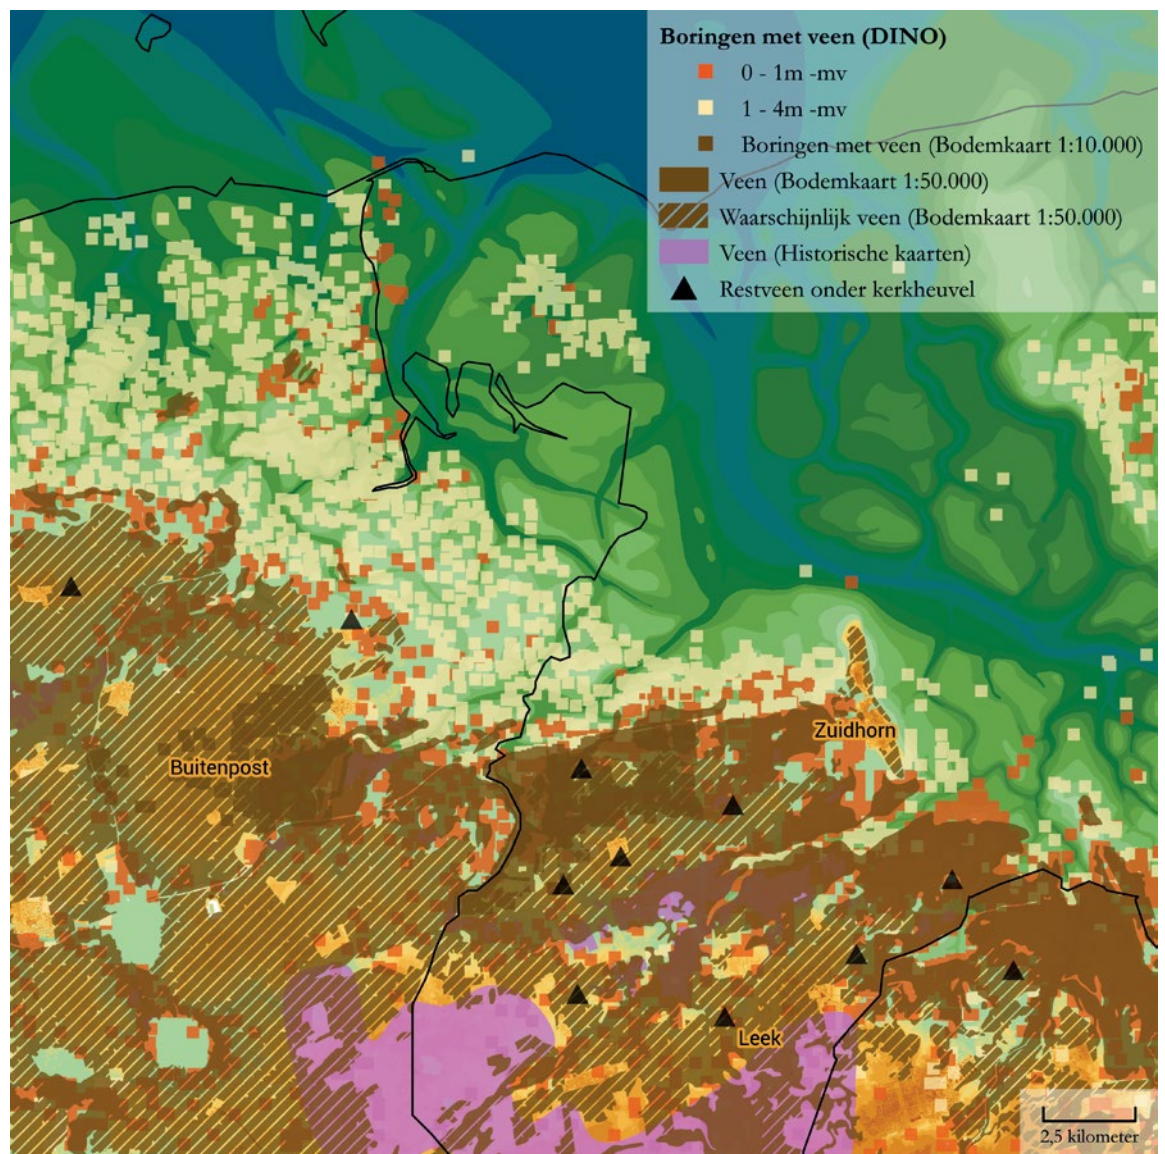 Boringen met veen (DINO)
0 - 1m -mv
1 - 4m -mv
Boringen met veen (Bodemkaart 1:10.000)
Veen (Bodemkaart 1:50.000)
Waarschijnlijk veen (Bodemkaart 1:50.000)
Veen (Historische kaarten)
Restveen onder kerkheuvel
Zuidhorn
Buitenpost
Leek
2,5 kilometer